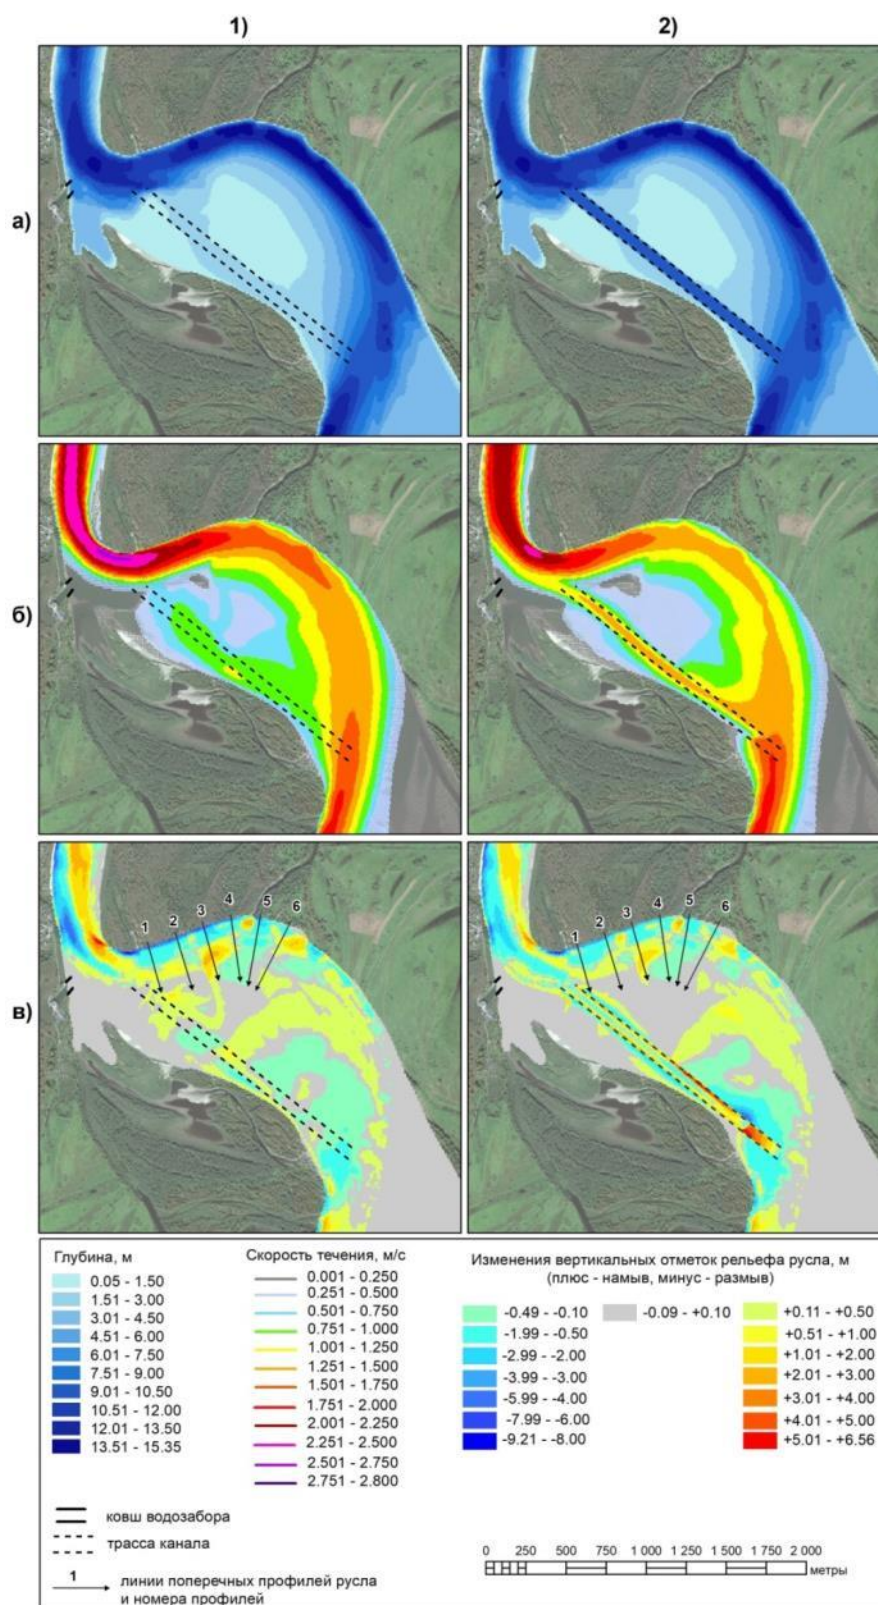 1)
2)
а)
б)
1
2
3
4
5
6
1
2
3
4
5
6
в)
Глубина, м
0.05 - 1.50
1.51 - 3.00
3.01 - 4.50
4.51 - 6.00
6.01 - 7.50
7.51 - 9.00
9.01 - 10.50
10.51 - 12.00
12.01 - 13.50
13.51 - 15.35
Скорость течения, м/с
0.001 - 0.250
0.251 - 0.500
0.501 - 0.750
0.751 - 1.000
1.001 - 1.250
1.251 - 1.500
1.501 - 1.750
1.751 - 2.000
2.001 - 2.250
2.251 - 2.500
2.501 - 2.750
2.751 - 2.800
Изменения вертикальных отметок рельефа русла, м
(плюс - намыв, минус - размыв)
-0.49 - -0.10
-1.99 - -0.50
-2.99 - -2.00
-3.99 - -3.00
-5.99 - -4.00
-7.99 - -6.00
-9.21 - -8.00
-0.09 - +0.10
+0.11 - +0.50
+0.51 - +1.00
+1.01 - +2.00
+2.01 - +3.00
+3.01 - +4.00
+4.01 - +5.00
+5.01 - +6.56
ковш водозабора
трасса канала
1
линии поперечных профилей русла
и номера профилей
0 250 500 750 1 000 1 250 1 500 1 750 2 000
метры